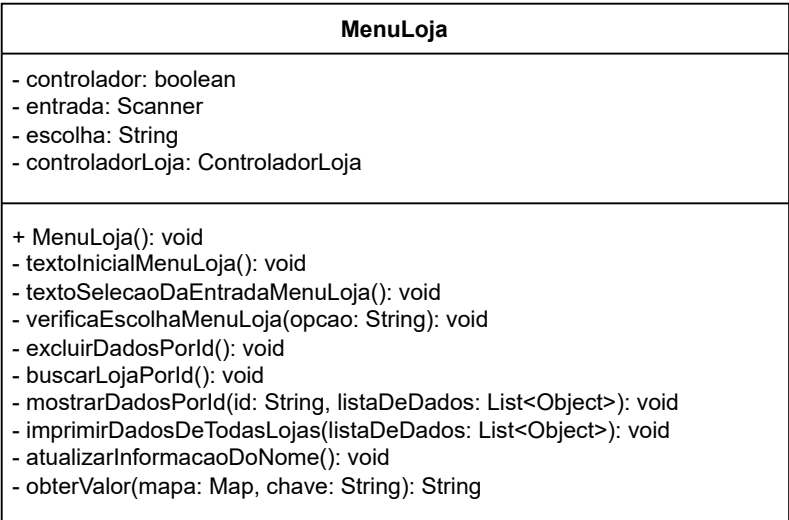 MenuLoja
- controlador: boolean
- entrada: Scanner
- escolha: String
- controladorLoja: ControladorLoja
+ MenuLoja(): void
- textoInicialMenuLoja(): void
- textoSelecaoDaEntradaMenuLoja(): void
- verificaEscolhaMenuLoja(opcao: String): void
- excluirDadosPorId(): void
- buscarLojaPorId(): void
- mostrarDadosPorId(id: String, listaDeDados: List<Object>): void
- imprimirDadosDeTodasLojas(listaDeDados: List<Object>): void
- atualizarInformacaoDoNome(): void
- obterValor(mapa: Map, chave: String): String